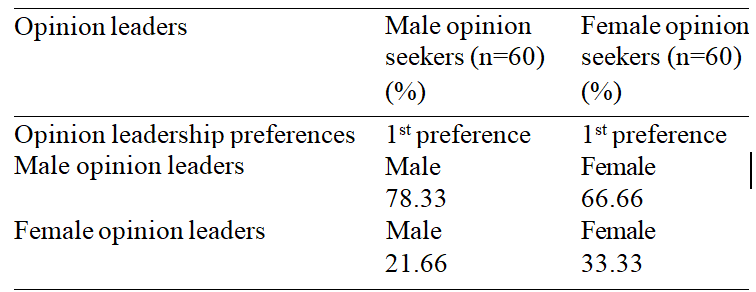 Opinion leaders Male opinion Female opinion
seekers (n=60) seekers (n=60)
(%) (%)
Opinion leadership preferences 1st preference 1st preference
Male opinion leaders Male Female
78.33 66.66
Female opinion leaders Male Female
21.66 33.33